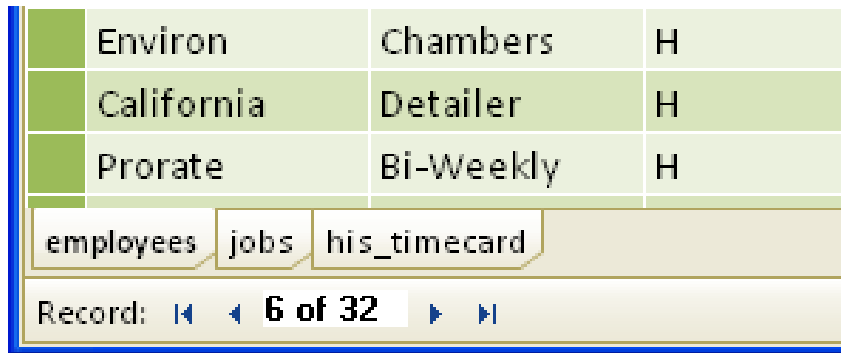 Environ Chambers H
California Detailer H
Prorate Bi-Weekly H
employees jobs his_timecard
Record: 6 of 32